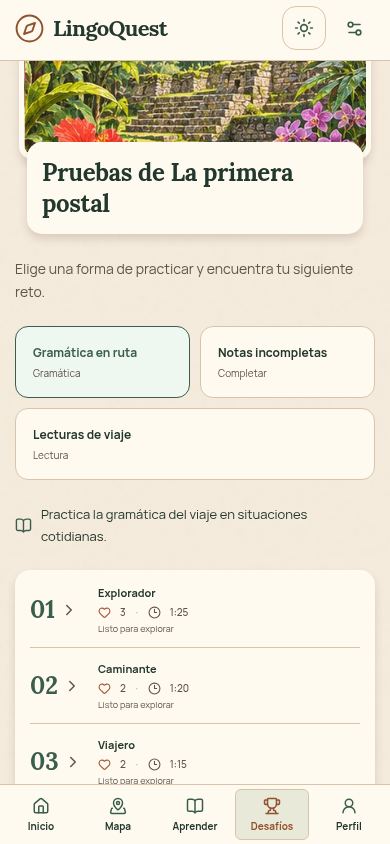 LingoQuest
Pruebas de La primera
postal
Elige una forma de practicar y encuentra tu siguiente
reto.
Gramática en ruta
Gramática
Notas incompletas
Completar
Lecturas de viaje
Lectura
Practica la gramática del viaje en situaciones
cotidianas.
01
Explorador
3 · 1:25
Listo para explorar
02
Caminante
2 · 1:20
Listo para explorar
03
Viajero
2 · 1:15
Listo para explorar
Inicio
Mapa
Aprender
Desafíos
Perfil